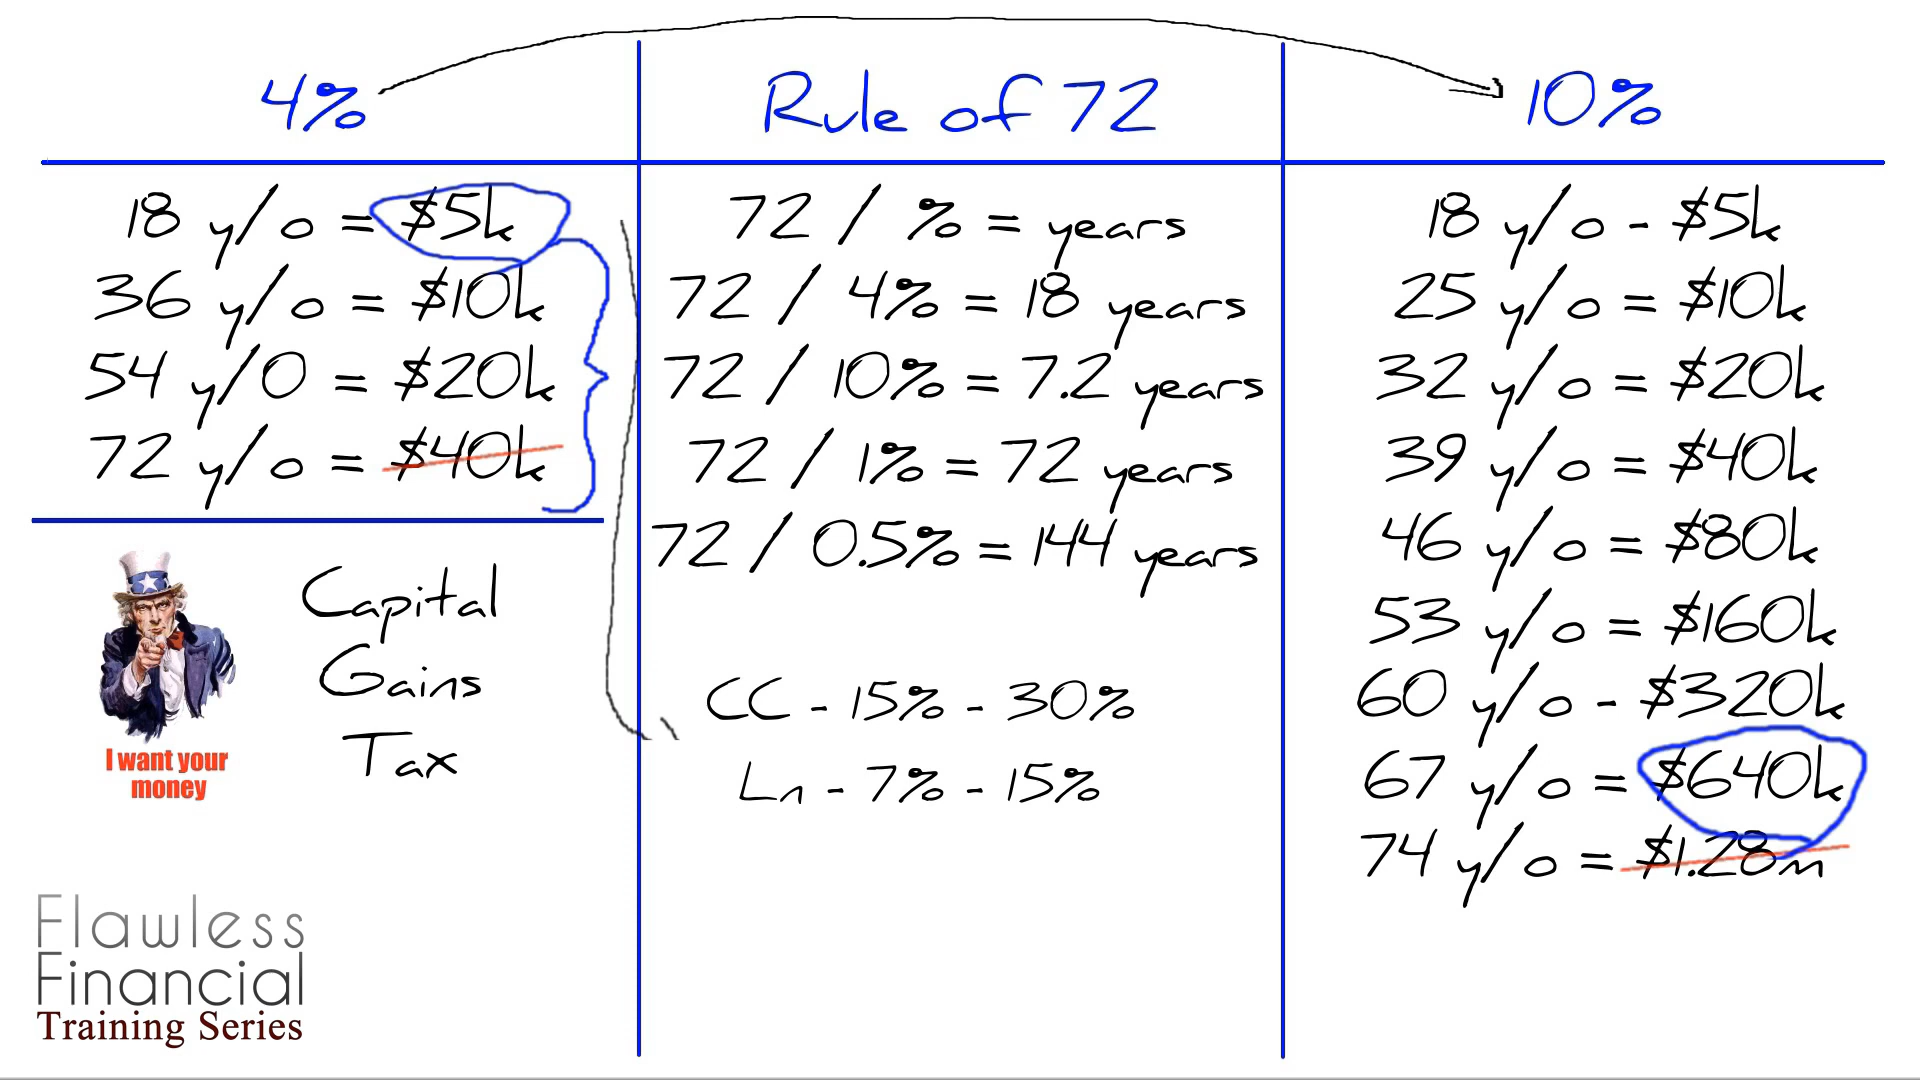 4%
18 y/o = $5k
36 y/o = $10k
54 y/0 = $20k
72 y/o = $40k
I want your
money
Capital
Gains
Tax
Flawless
Financial
Training Series
Rule of 72
72 / % = years
72 / 4% = 18 years
72 / 10% = 7.2 years
72 / 1% = 72 years
72 / 0.5% = 144 years
CC - 15% - 30%
Ln - 7% - 15%
10%
18 y/o - $5k
25 y/o = $10k
32 y/o = $20k
39 y/o = $40k
46 y/o = $80k
53 y/o = $160k
60 y/o - $320k
67 y/o = $640k
74 y/o = $1.28m